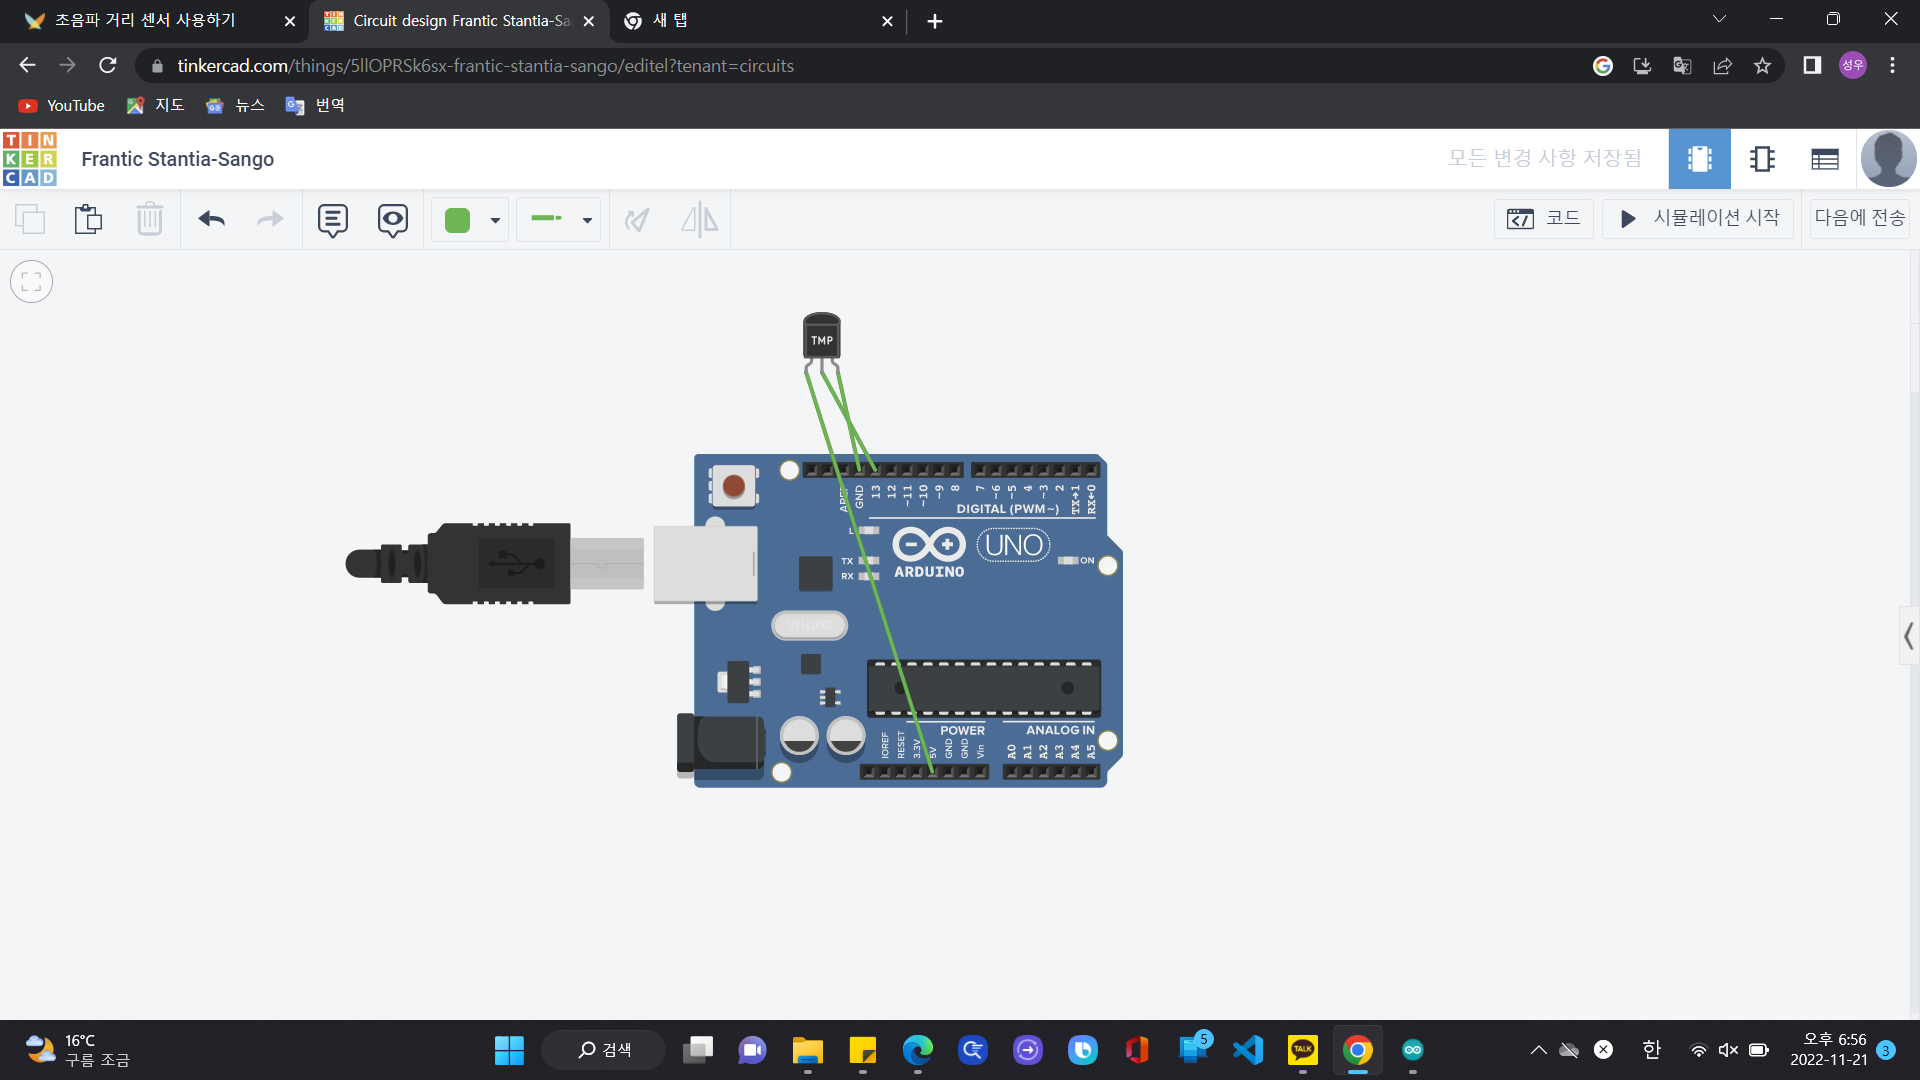 초음파 거리 센서 사용하기
Circuit design Frantic Stantia-Sa
새 탭
tinkercad.com/things/5llOPRSk6sx-frantic-stantia-sango/editel?tenant=circuits
성우
YouTube
지도
뉴스
번역
TIN
KER
CAD
Frantic Stantia-Sango
모든 변경 사항 저장됨
코드
시뮬레이션 시작
다음에 전송
TMP
AREF
GND
13
12
~11
~10
~9
8
7
~6
~5
4
~3
2
TX→1
RX←0
DIGITAL (PWM~)
L
TX
RX
ARDUINO
UNO
ON
POWER
ANALOG IN
IOREF
RESET
3.3V
5V
GND
GND
Vin
A0
A1
A2
A3
A4
A5
16°C
구름 조금
검색
5
TALK
한
오후 6:56
2022-11-21
3